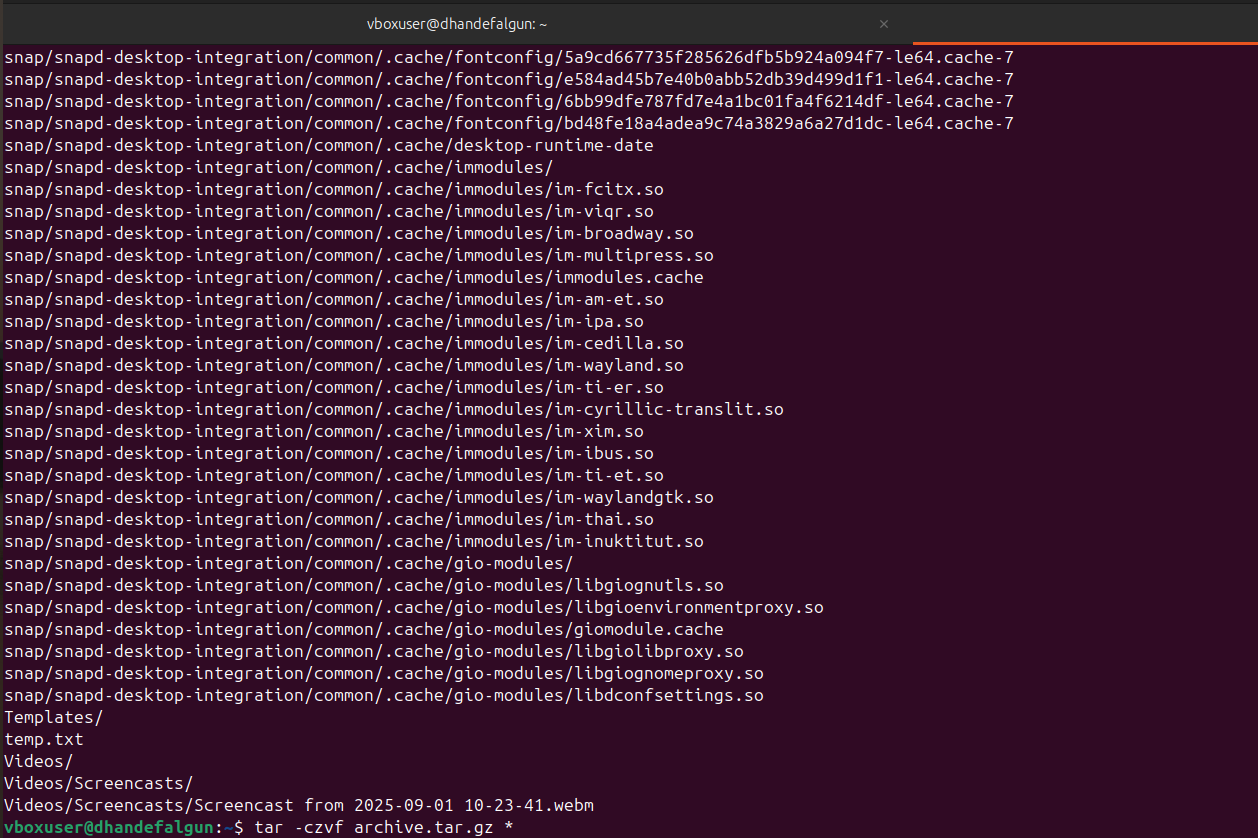 vboxuser@dhandefalgun: ~
snap/snapd-desktop-integration/common/.cache/fontconfig/5a9cd667735f285626dfb5b924a094f7-le64.cache-7
snap/snapd-desktop-integration/common/.cache/fontconfig/e584ad45b7e40b0abb52db39d499d1f1-le64.cache-7
snap/snapd-desktop-integration/common/.cache/fontconfig/6bb99dfe787fd7e4a1bc01fa4f6214df-le64.cache-7
snap/snapd-desktop-integration/common/.cache/fontconfig/bd48fe18a4adea9c74a3829a6a27d1dc-le64.cache-7
snap/snapd-desktop-integration/common/.cache/desktop-runtime-date
snap/snapd-desktop-integration/common/.cache/immodules/
snap/snapd-desktop-integration/common/.cache/immodules/im-fcitx.so
snap/snapd-desktop-integration/common/.cache/immodules/im-viqr.so
snap/snapd-desktop-integration/common/.cache/immodules/im-broadway.so
snap/snapd-desktop-integration/common/.cache/immodules/im-multipress.so
snap/snapd-desktop-integration/common/.cache/immodules/immodules.cache
snap/snapd-desktop-integration/common/.cache/immodules/im-am-et.so
snap/snapd-desktop-integration/common/.cache/immodules/im-ipa.so
snap/snapd-desktop-integration/common/.cache/immodules/im-cedilla.so
snap/snapd-desktop-integration/common/.cache/immodules/im-wayland.so
snap/snapd-desktop-integration/common/.cache/immodules/im-ti-er.so
snap/snapd-desktop-integration/common/.cache/immodules/im-cyrillic-translit.so
snap/snapd-desktop-integration/common/.cache/immodules/im-xim.so
snap/snapd-desktop-integration/common/.cache/immodules/im-ibus.so
snap/snapd-desktop-integration/common/.cache/immodules/im-ti-et.so
snap/snapd-desktop-integration/common/.cache/immodules/im-waylandgtk.so
snap/snapd-desktop-integration/common/.cache/immodules/im-thai.so
snap/snapd-desktop-integration/common/.cache/immodules/im-inuktitut.so
snap/snapd-desktop-integration/common/.cache/gio-modules/
snap/snapd-desktop-integration/common/.cache/gio-modules/libgiognutls.so
snap/snapd-desktop-integration/common/.cache/gio-modules/libgioenvironmentproxy.so
snap/snapd-desktop-integration/common/.cache/gio-modules/giomodule.cache
snap/snapd-desktop-integration/common/.cache/gio-modules/libgiolibproxy.so
snap/snapd-desktop-integration/common/.cache/gio-modules/libgiognomeproxy.so
snap/snapd-desktop-integration/common/.cache/gio-modules/libdconfsettings.so
Templates/
temp.txt
Videos/
Videos/Screencasts/
Videos/Screencasts/Screencast from 2025-09-01 10-23-41.webm
vboxuser@dhandefalgun:~$ tar -czvf archive.tar.gz *